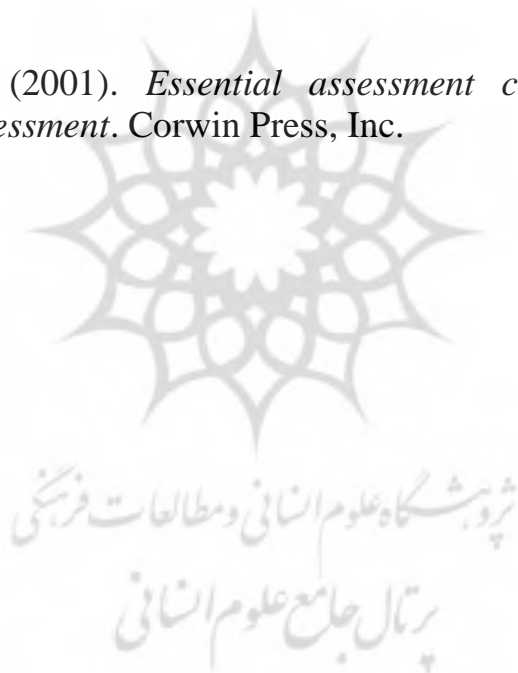 (2001). Essential assessment c
essment. Corwin Press, Inc.
پژوهشگاه علوم انسانی و مطالعات فرهنگی
پرتال جامع علوم انسانی